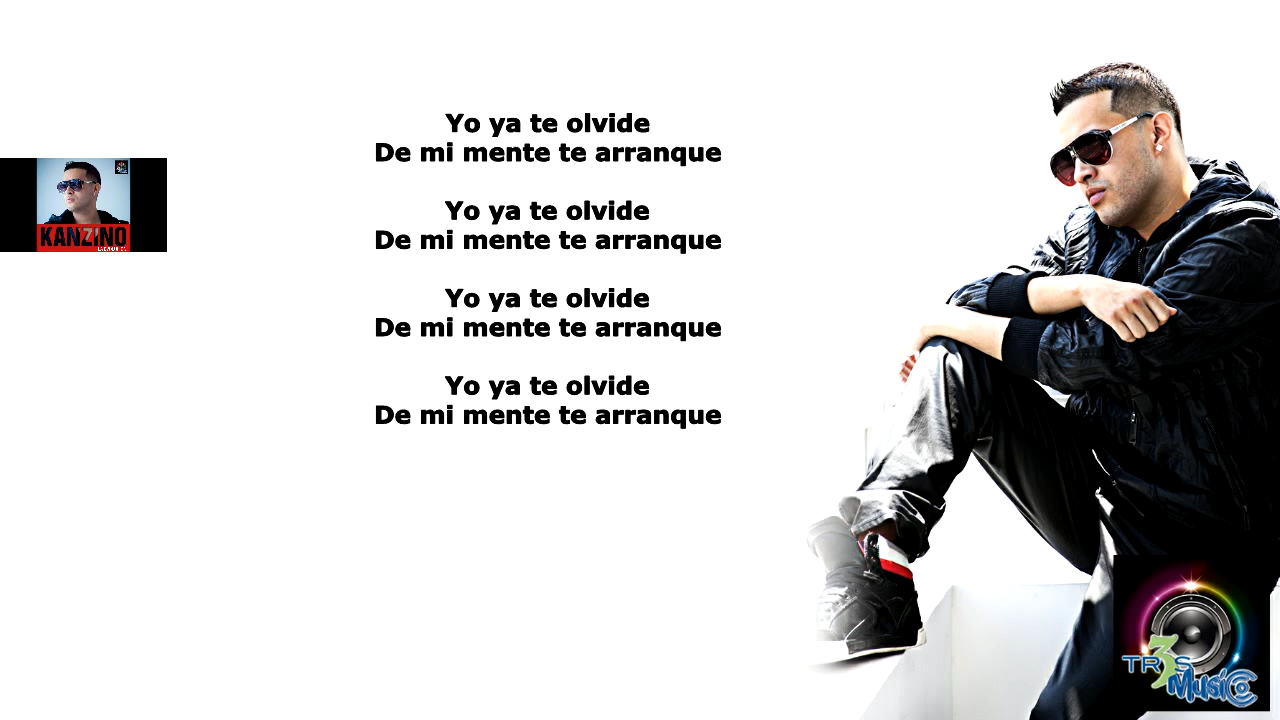 Yo ya te olvide
De mi mente te arranque
Yo ya te olvide
De mi mente te arranque
Yo ya te olvide
De mi mente te arranque
Yo ya te olvide
De mi mente te arranque
KANZINO
TR3S
Music